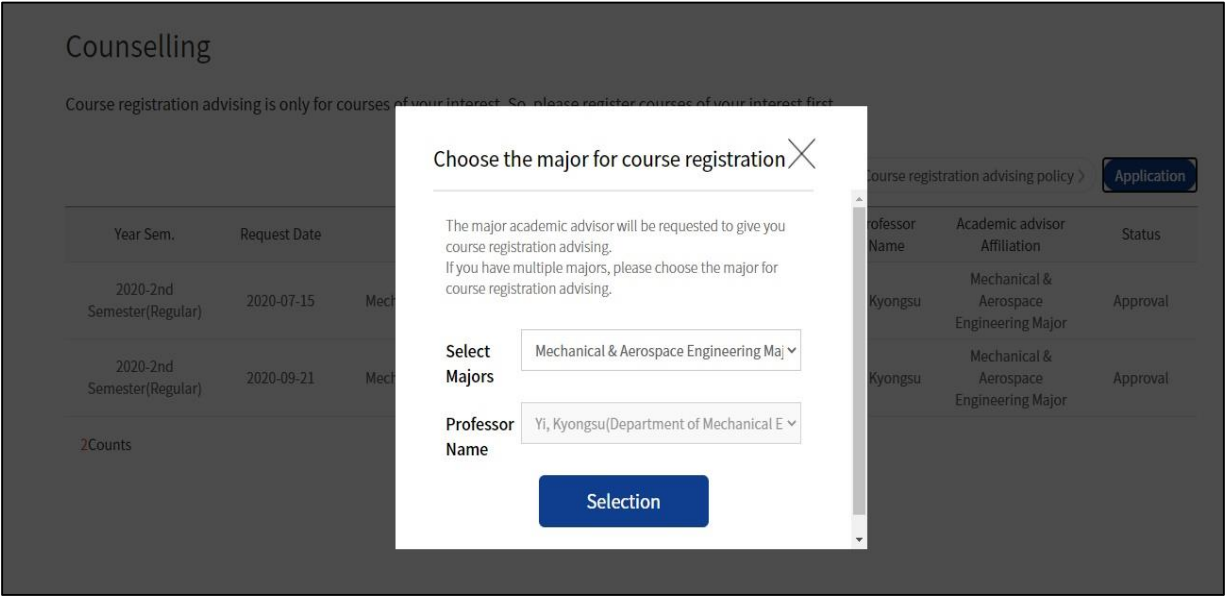 Counselling
Course registration advising is only for courses of your interest. So, please register courses of your interest first
Choose the major for course registration
Course registration advising policy
Application
Year Sem.
Request Date
Professor
Name
Academic advisor
Affiliation
Status
The major academic advisor will be requested to give you
course registration advising.
If you have multiple majors, please choose the major for
course registration advising.
2020-2nd
Semester(Regular)
2020-07-15
Mech
Kyongsu
Mechanical &
Aerospace
Engineering Major
Approval
Select
Majors
Mechanical & Aerospace Engineering Maj
2020-2nd
Semester(Regular)
2020-09-21
Mech
Kyongsu
Mechanical &
Aerospace
Engineering Major
Approval
Professor
Name
Yi, Kyongsu(Department of Mechanical E
2Counts
Selection